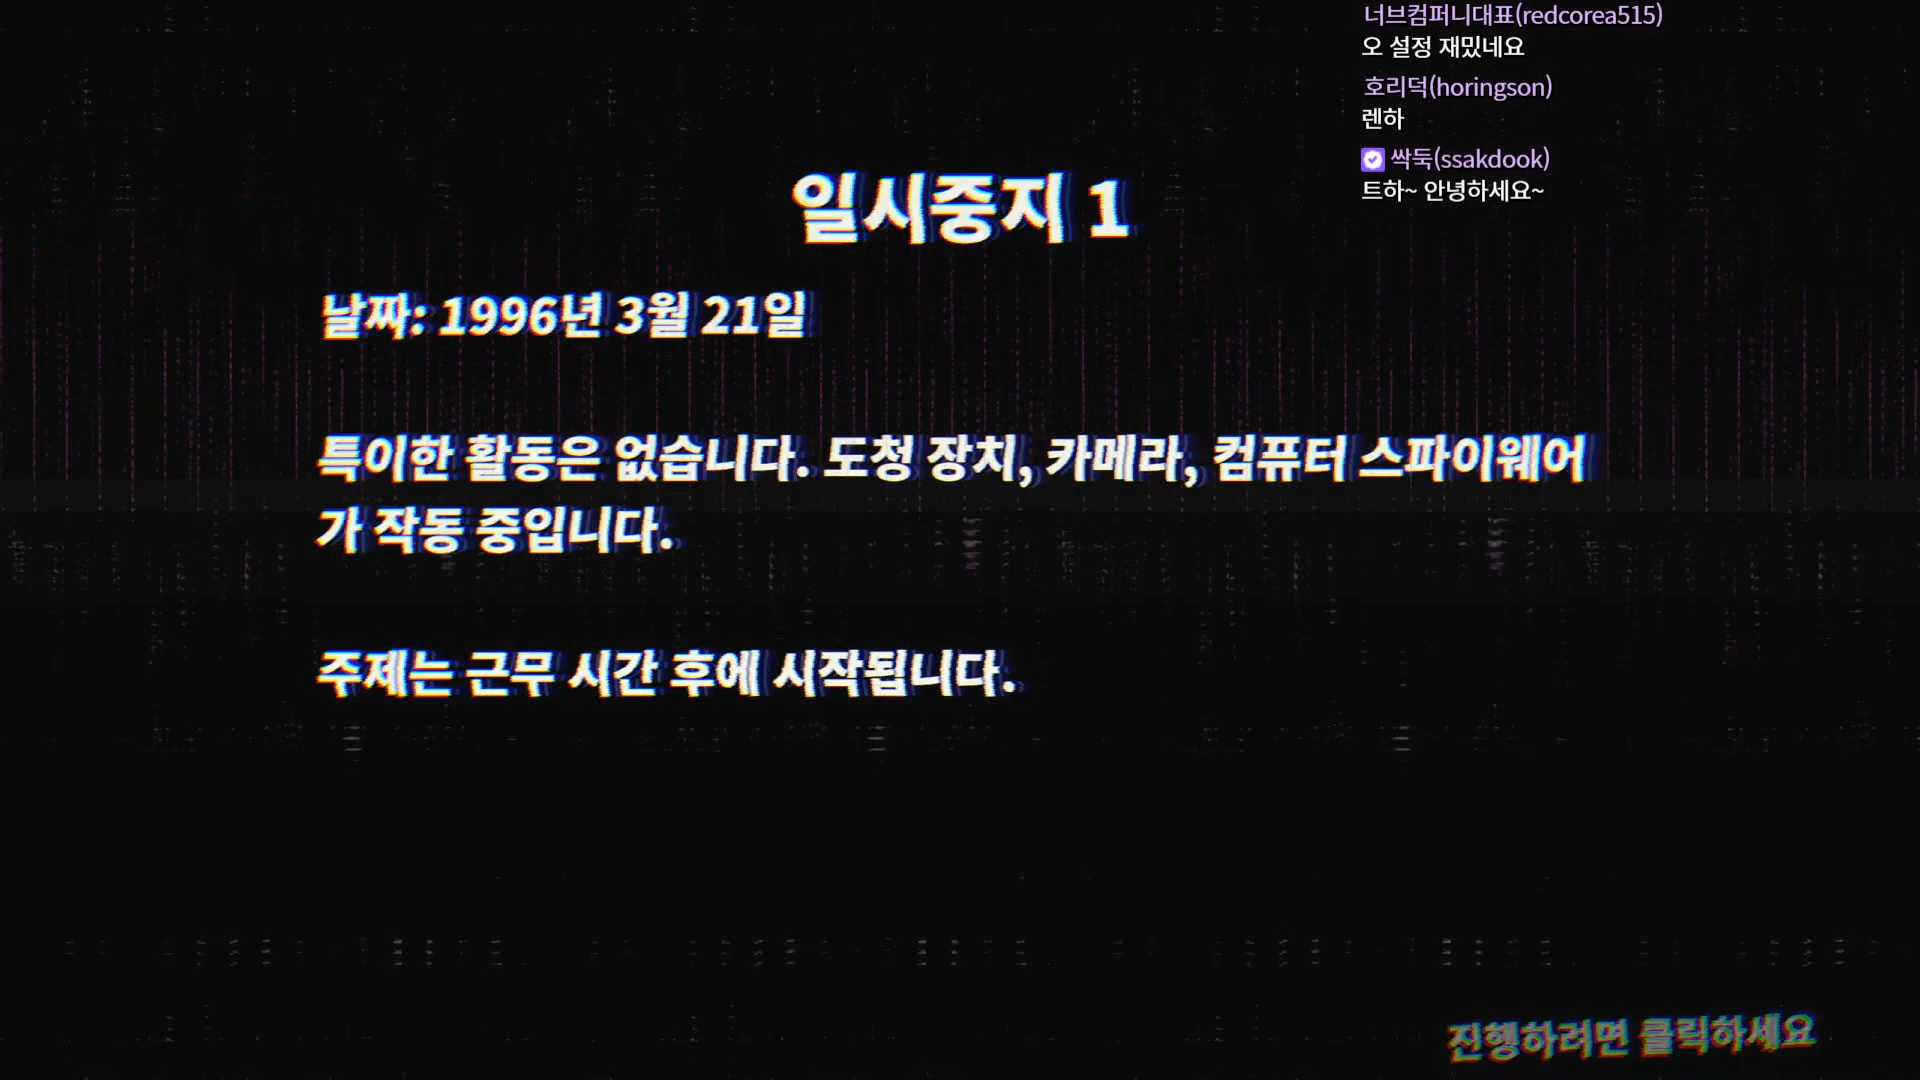 너브컴퍼니대표(redcorea515)
오 설정 재밌네요
호리덕(horingson)
렌하
싹둑(ssakdook)
트하~ 안녕하세요~
일시중지 1
날짜: 1996년 3월 21일
특이한 활동은 없습니다. 도청 장치, 카메라, 컴퓨터 스파이웨어
가 작동 중입니다.
주제는 근무 시간 후에 시작됩니다.
진행하려면 클릭하세요